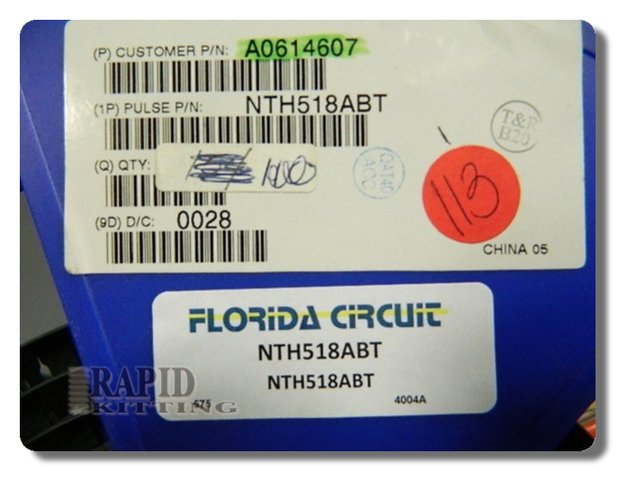 (P) CUSTOMER P/N: A0614607
(1P) PULSE P/N: NTH518ABT
T&R
B20
(Q) QTY: 1000
113
(9D) D/C: 0028
CHINA 05
FLORIDA CIRCUIT
NTH518ABT
NTH518ABT
675 4004A
RAPID
KITTING